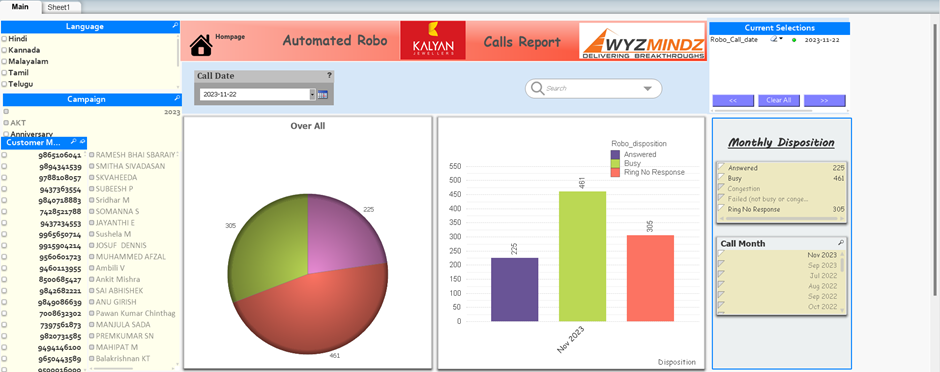 Main
Sheet1
Language
Hindi
Kannada
Malayalam
Tamil
Telugu
Campaign
2023
AKT
Anniversary
Customer M...
9865106041 RAMESH BHAI SBARAIY
9894341539 SMITHA SIVADASAN
9788108057 SKVAHEEDA
9437363554 SUBEESH P
9840718883 Sridhar M
7428521788 SOMANNA S
9437234553 JAYANTHI E
9965650714 Sushela M
9915904214 JOSUF DENNIS
9560601723 MUHAMMED AFZAL
9460113955 Ambili V
8500685427 Ankit Mishra
9842682221 SAI ABHISHEK
9849086639 ANU GIRISH
7008632302 Pawan Kumar Chinthag
7397561873 MANJULA SADA
9820731585 PREMKUMAR SN
9494146100 MAHIPAT M
9650443589 Balakrishnan KT
Hompage
Automated Robo
KALYAN
JEWELLERS
Calls Report
WYZMINDZ
DELIVERING BREAKTHROUGHS
Call Date ?
2023-11-22
Search
Over All
225
305
461
Robo_disposition
Answered
Busy
Ring No Response
550
500
450
400
350
300
250
200
150
100
50
0
225
461
305
Nov 2023
Disposition
Current Selections
Robo_Call_date 2023-11-22
<<
Clear All
>>
Monthly Disposition
Answered 225
Busy 461
Congestion
Failed (not busy or conge...
Ring No Response 305
Call Month
Nov 2023
Sep 2023
Jul 2022
Aug 2022
Sep 2022
Oct 2022